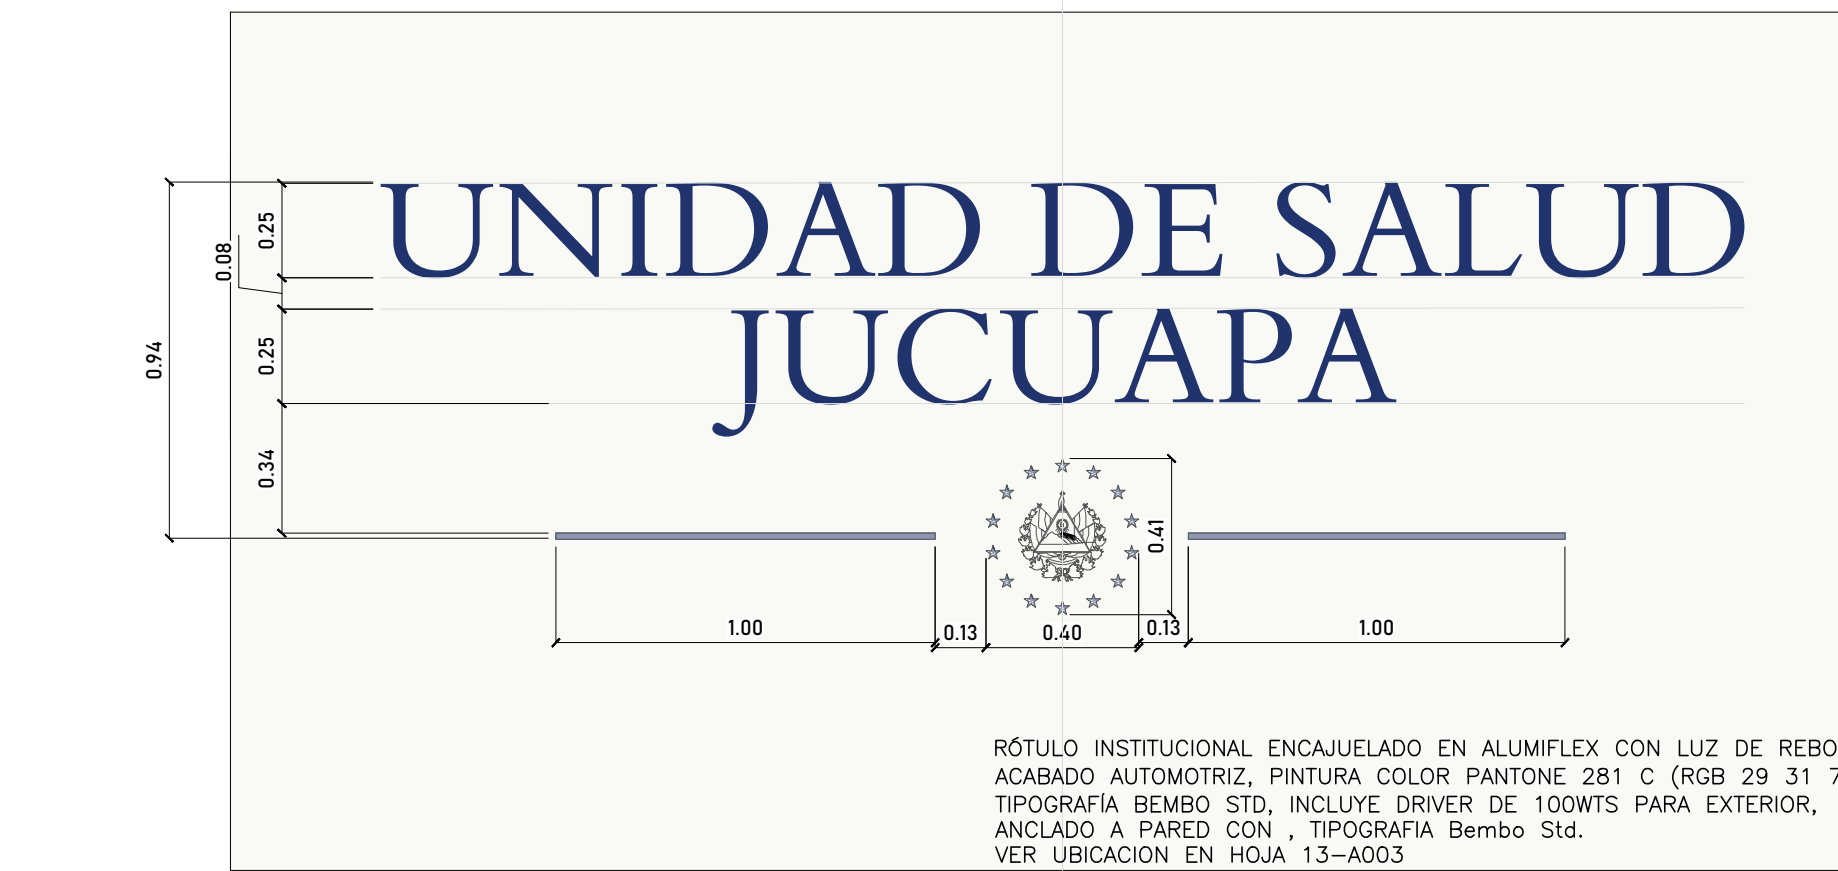 UNIDAD DE SALUD
JUCUAPA
0.25
0.08
0.25
0.94
0.34
0.41
1.00
0.13
0.40
0.13
1.00
RÓTULO INSTITUCIONAL ENCAJUELADO EN ALUMIFLEX CON LUZ DE REBO
ACABADO AUTOMOTRIZ, PINTURA COLOR PANTONE 281 C (RGB 29 31 7
TIPOGRAFÍA BEMBO STD, INCLUYE DRIVER DE 100WTS PARA EXTERIOR,
ANCLADO A PARED CON , TIPOGRAFIA Bembo Std.
VER UBICACION EN HOJA 13-A003